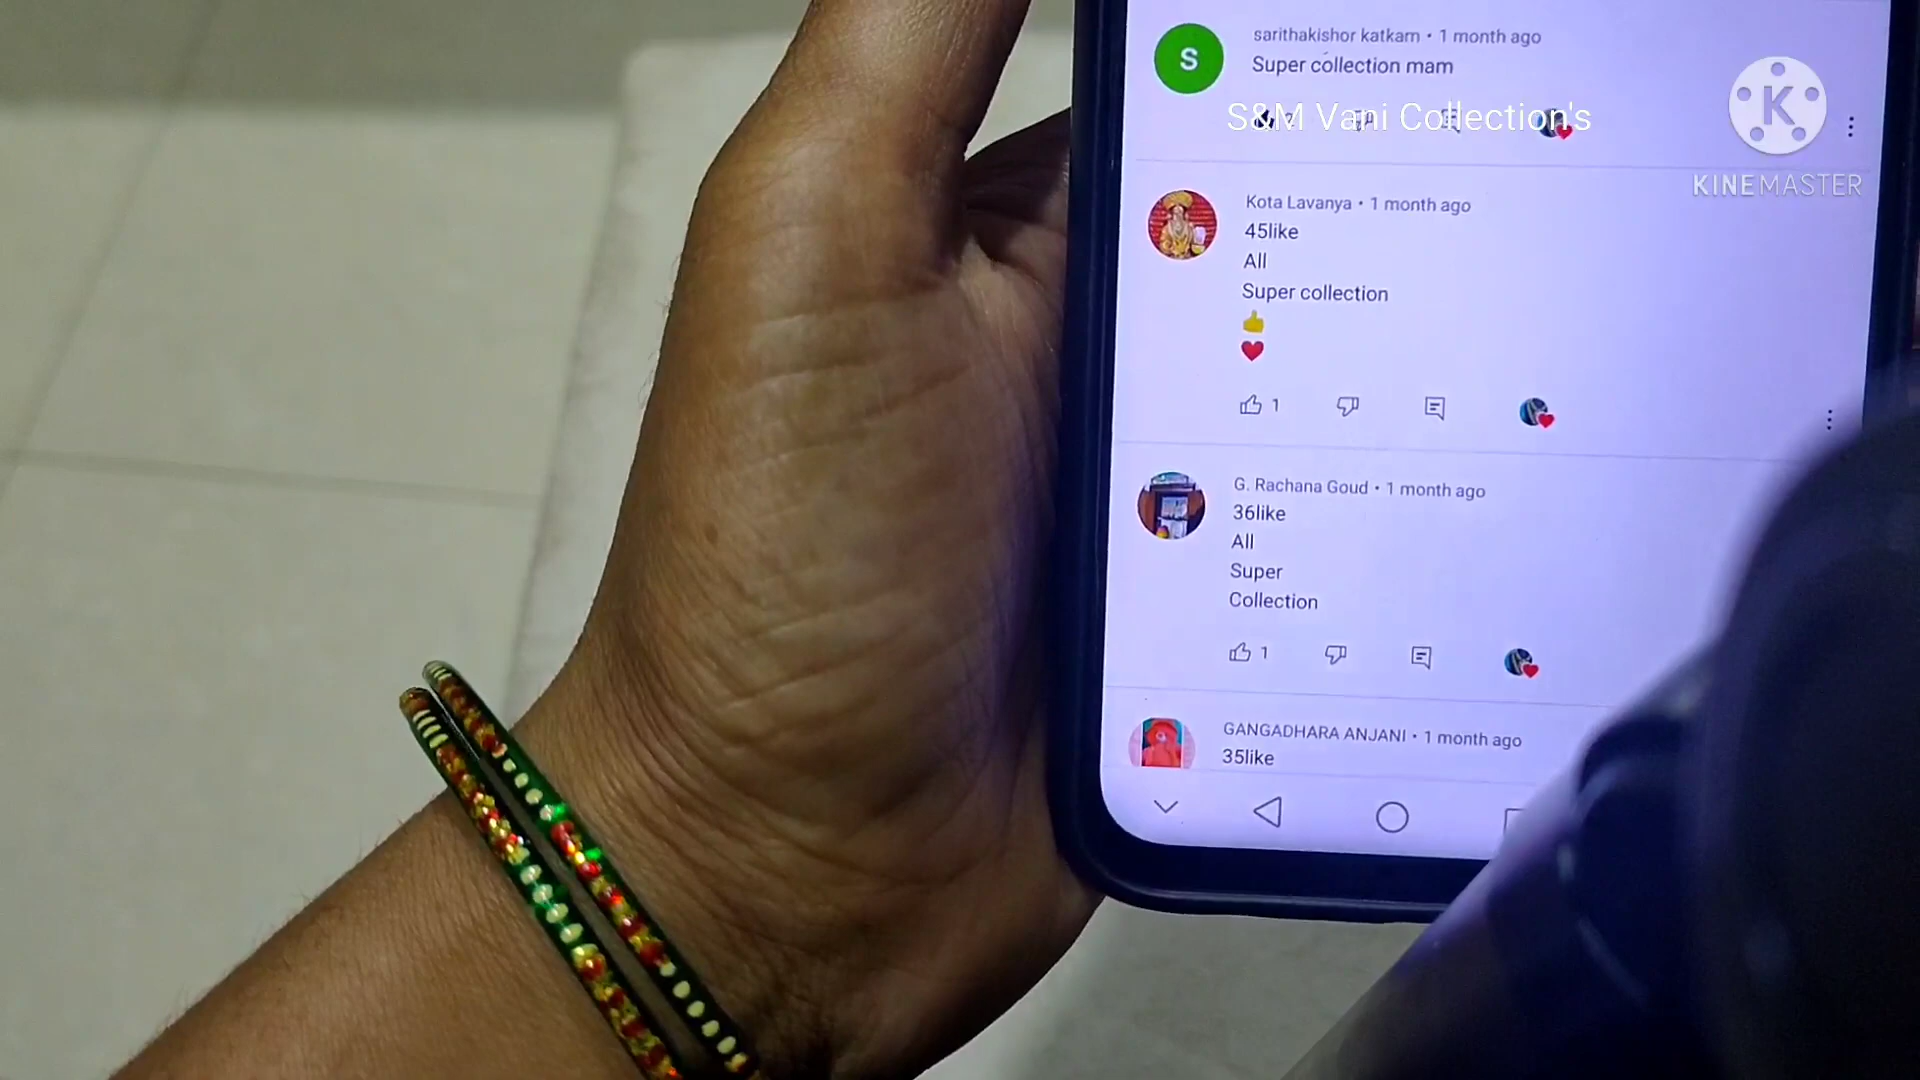 S
sarithakishor katkam • 1 month ago
Super collection mam
S&M Vani Collection's
K
KINEMASTER
Kota Lavanya • 1 month ago
45like
All
Super collection
1
G. Rachana Goud • 1 month ago
36like
All
Super
Collection
1
GANGADHARA ANJANI • 1 month ago
35like